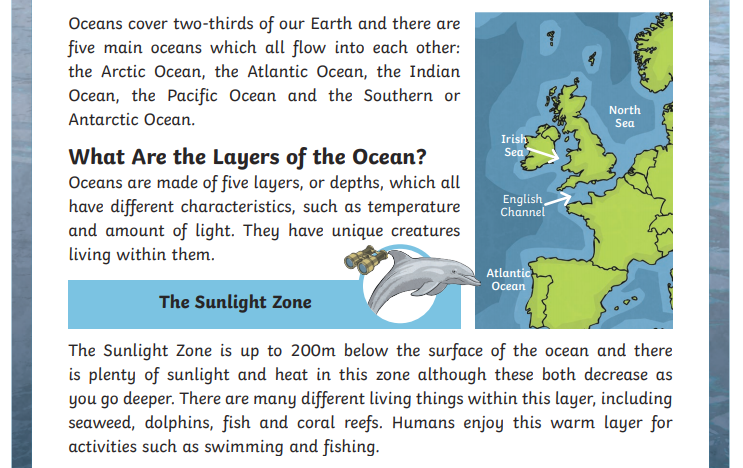 Oceans cover two-thirds of our Earth and there are
five main oceans which all flow into each other:
the Arctic Ocean, the Atlantic Ocean, the Indian
Ocean, the Pacific Ocean and the Southern or
Antarctic Ocean.
What Are the Layers of the Ocean?
Oceans are made of five layers, or depths, which all
have different characteristics, such as temperature
and amount of light. They have unique creatures
living within them.
The Sunlight Zone
North
Sea
Irish
Sea
English
Channel
Atlantic
Ocean
The Sunlight Zone is up to 200m below the surface of the ocean and there
is plenty of sunlight and heat in this zone although these both decrease as
you go deeper. There are many different living things within this layer, including
seaweed, dolphins, fish and coral reefs. Humans enjoy this warm layer for
activities such as swimming and fishing.